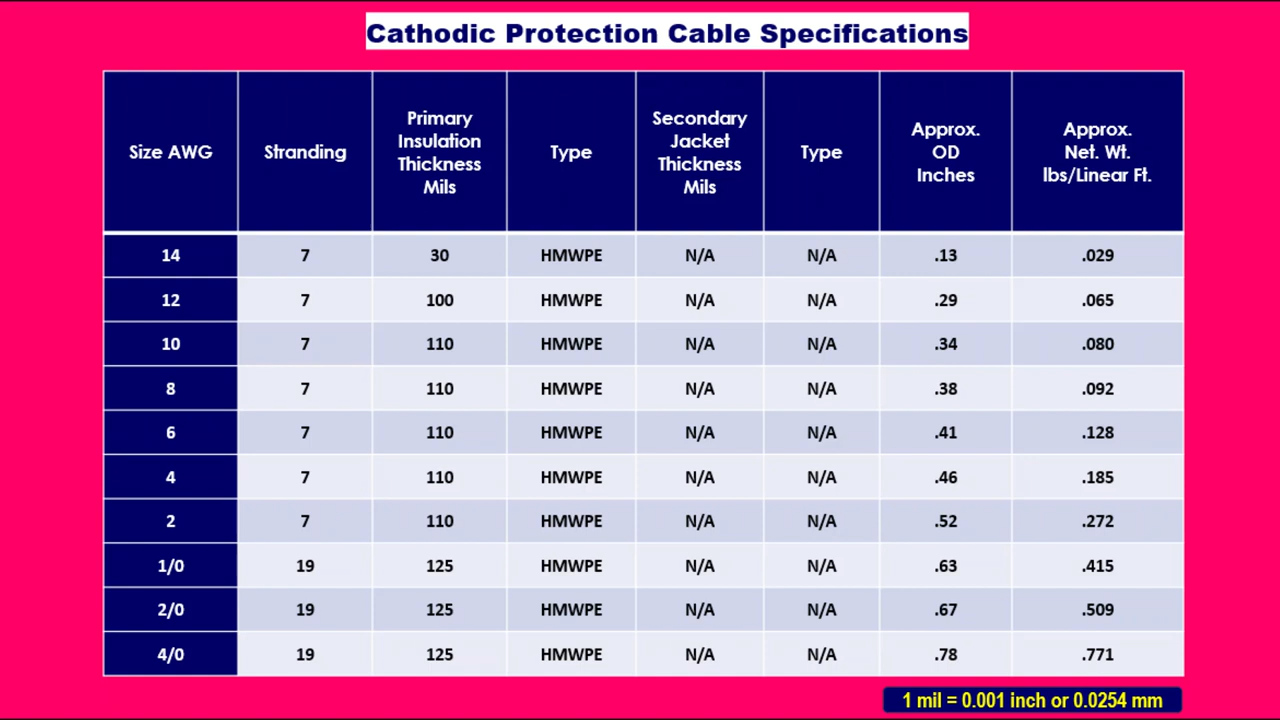 Cathodic Protection Cable Specifications
Size AWG Stranding Primary Insulation Thickness Mils Type Secondary Jacket Thickness Mils Type Approx. OD Inches Approx. Net. Wt. lbs/Linear Ft.
14 7 30 HMWPE N/A N/A .13 .029
12 7 100 HMWPE N/A N/A .29 .065
10 7 110 HMWPE N/A N/A .34 .080
8 7 110 HMWPE N/A N/A .38 .092
6 7 110 HMWPE N/A N/A .41 .128
4 7 110 HMWPE N/A N/A .46 .185
2 7 110 HMWPE N/A N/A .52 .272
1/0 19 125 HMWPE N/A N/A .63 .415
2/0 19 125 HMWPE N/A N/A .67 .509
4/0 19 125 HMWPE N/A N/A .78 .771
1 mil = 0.001 inch or 0.0254 mm